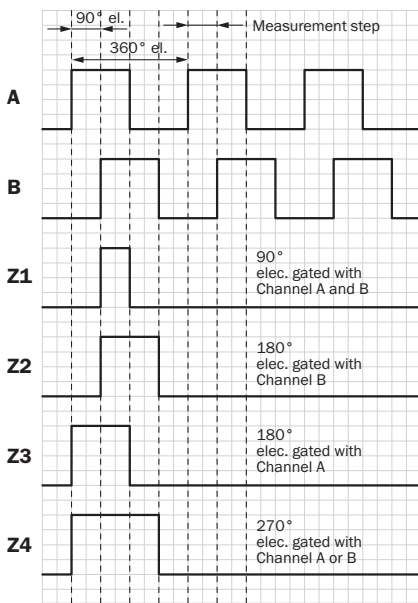 90° el.
Measurement step
360° el.
A
B
Z1
90°
elec. gated with
Channel A and B
Z2
180°
elec. gated with
Channel B
Z3
180°
elec. gated with
Channel A
Z4
270°
elec. gated with
Channel A or B